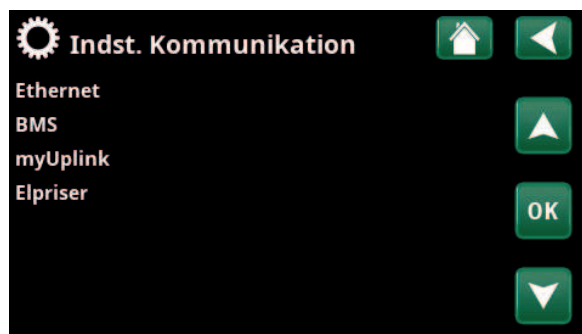 Indst. Kommunikation
Ethernet
BMS
myUplink
Elpriser
OK